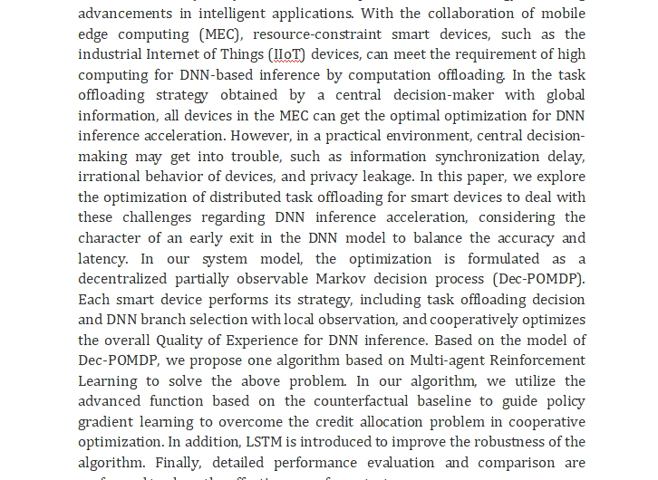 advancements in intelligent applications. With the collaboration of mobile
edge computing (MEC), resource-constraint smart devices, such as the
industrial Internet of Things (IIoT) devices, can meet the requirement of high
computing for DNN-based inference by computation offloading. In the task
offloading strategy obtained by a central decision-maker with global
information, all devices in the MEC can get the optimal optimization for DNN
inference acceleration. However, in a practical environment, central decision-
making may get into trouble, such as information synchronization delay,
irrational behavior of devices, and privacy leakage. In this paper, we explore
the optimization of distributed task offloading for smart devices to deal with
these challenges regarding DNN inference acceleration, considering the
character of an early exit in the DNN model to balance the accuracy and
latency. In our system model, the optimization is formulated as a
decentralized partially observable Markov decision process (Dec-POMDP).
Each smart device performs its strategy, including task offloading decision
and DNN branch selection with local observation, and cooperatively optimizes
the overall Quality of Experience for DNN inference. Based on the model of
Dec-POMDP, we propose one algorithm based on Multi-agent Reinforcement
Learning to solve the above problem. In our algorithm, we utilize the
advanced function based on the counterfactual baseline to guide policy
gradient learning to overcome the credit allocation problem in cooperative
optimization. In addition, LSTM is introduced to improve the robustness of the
algorithm. Finally, detailed performance evaluation and comparison are